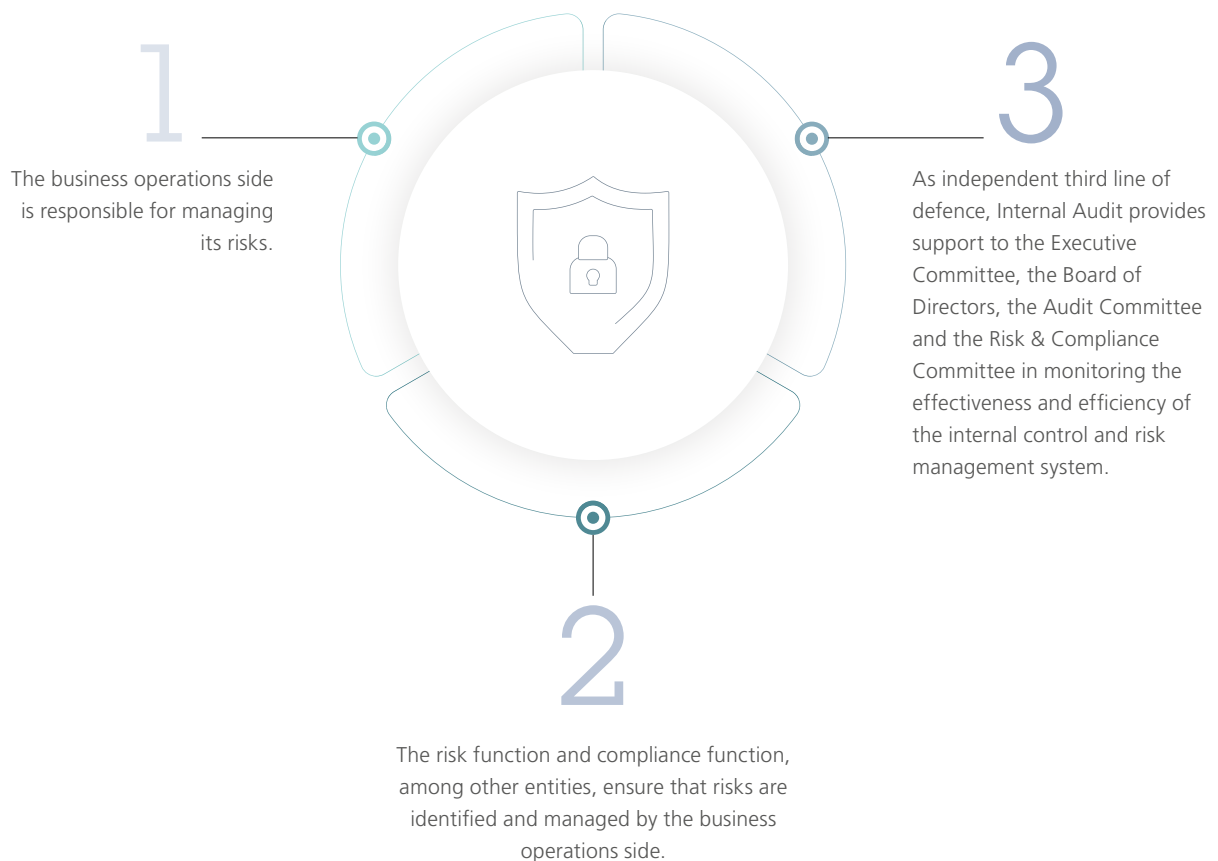 1
The business operations side
is responsible for managing
its risks.
3
As independent third line of
defence, Internal Audit provides
support to the Executive
Committee, the Board of
Directors, the Audit Committee
and the Risk & Compliance
Committee in monitoring the
effectiveness and efficiency of
the internal control and risk
management system.
2
The risk function and compliance function,
among other entities, ensure that risks are
identified and managed by the business
operations side.